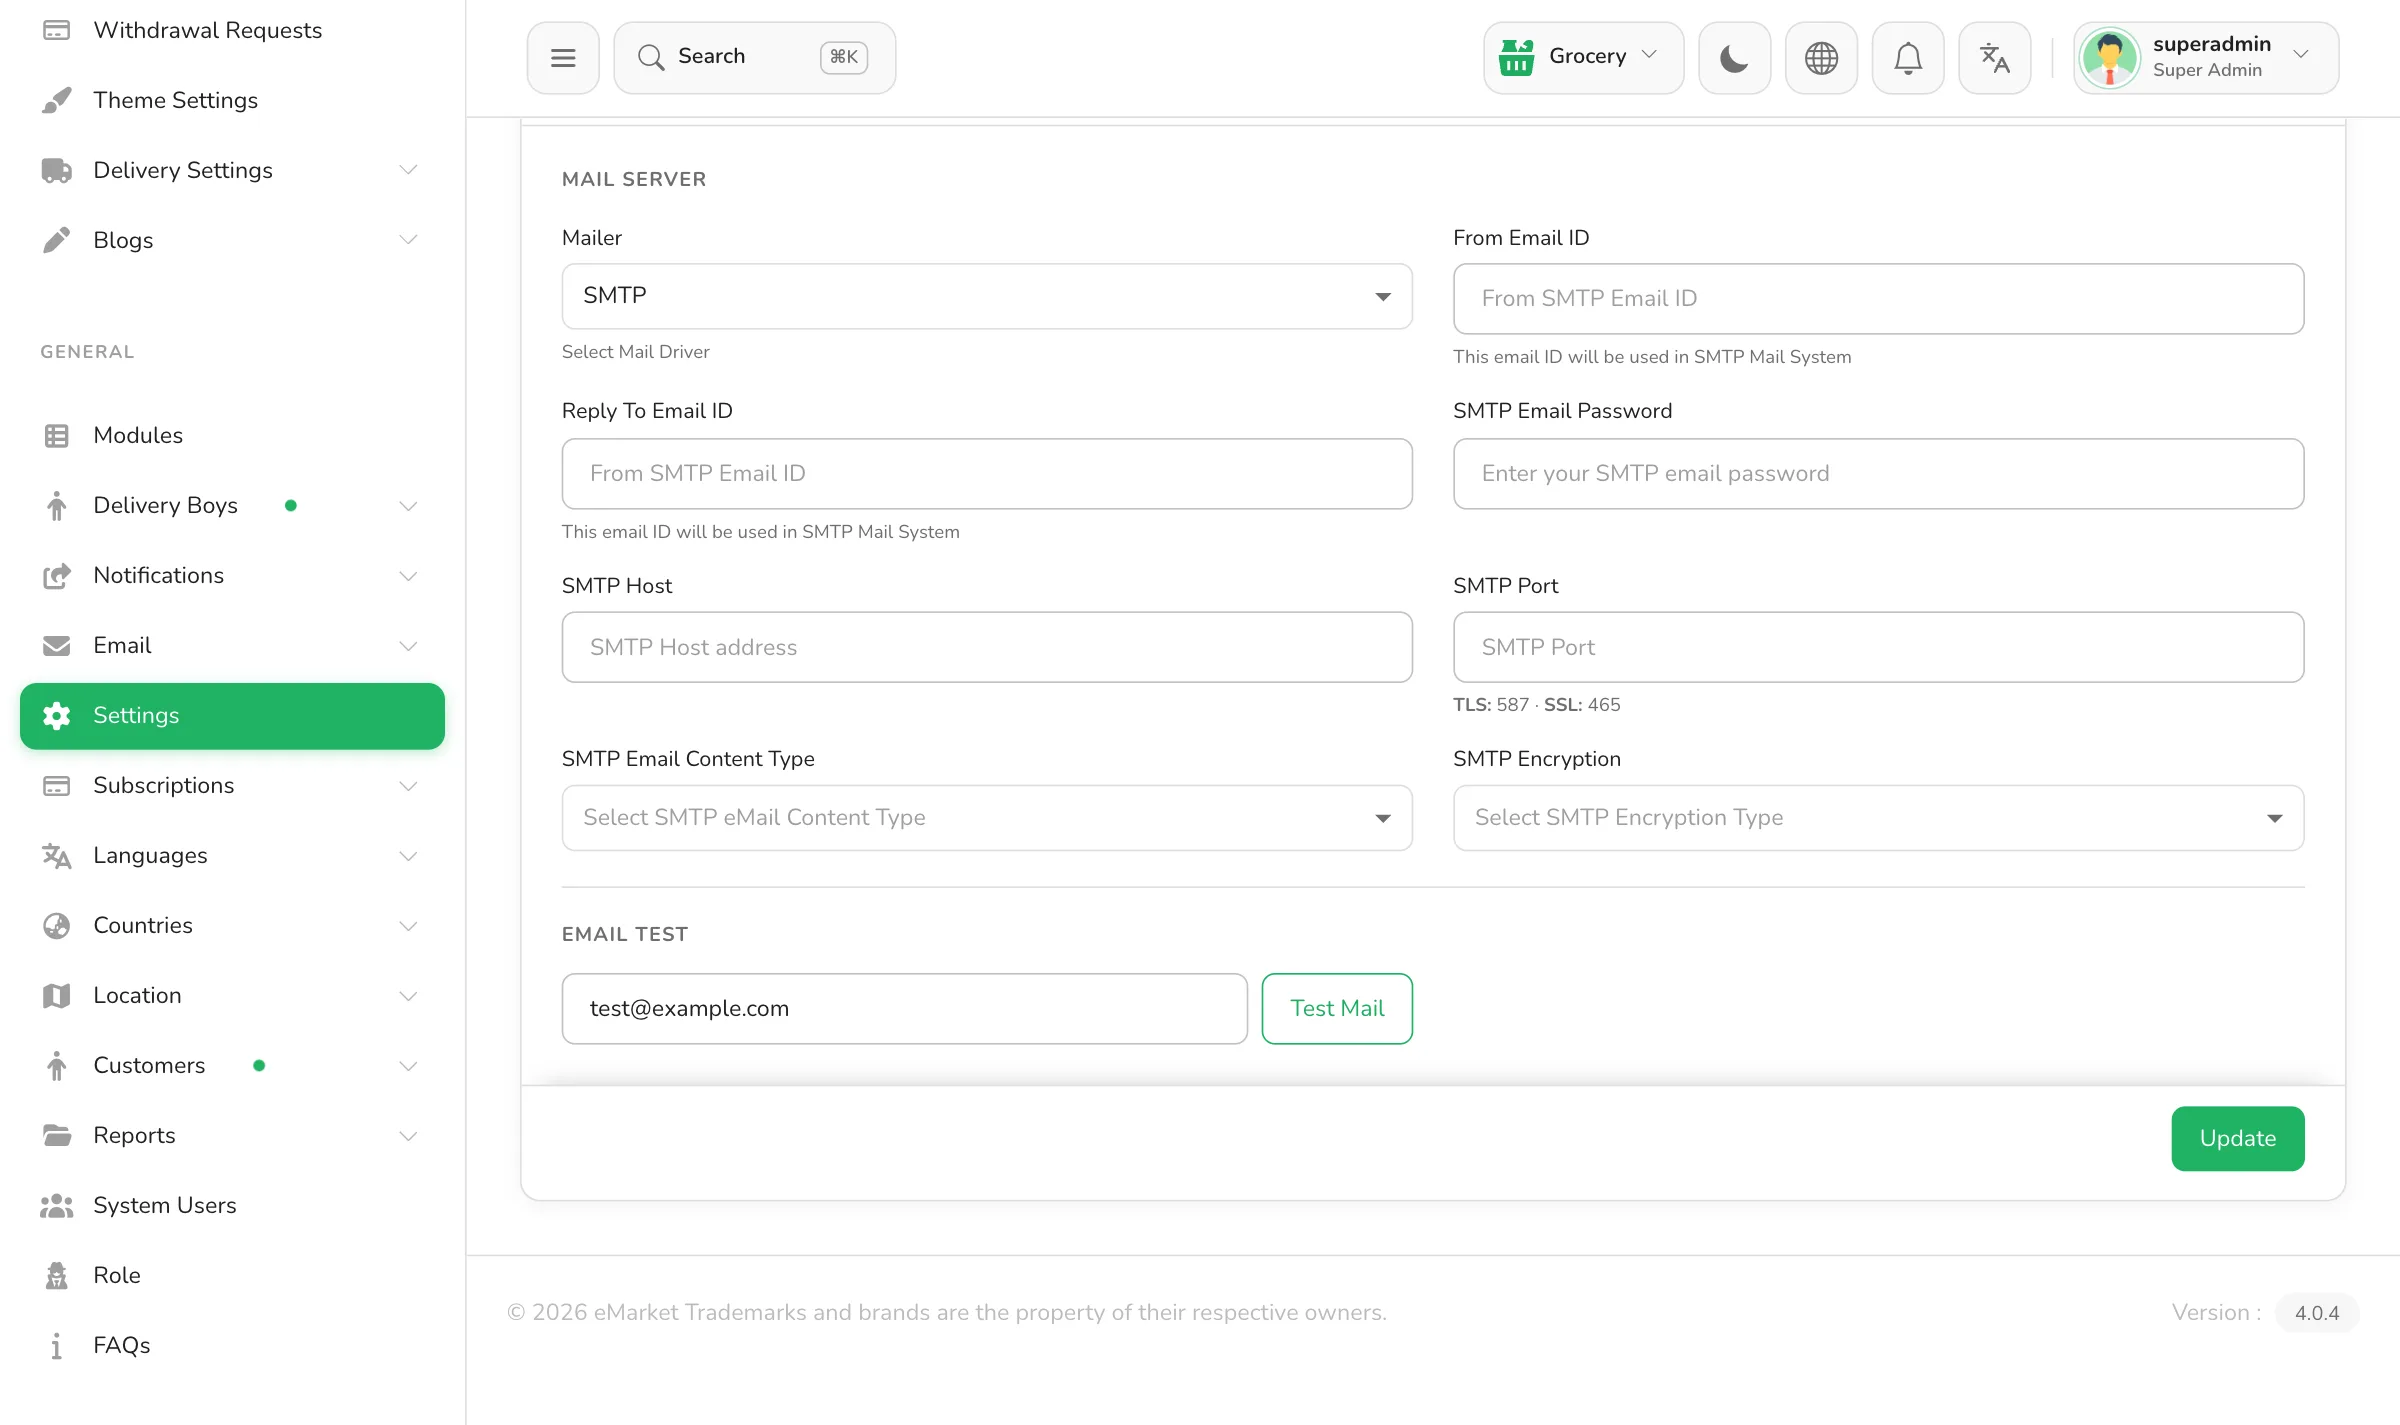 Withdrawal Requests
Theme Settings
Delivery Settings
Blogs
GENERAL
Modules
Delivery Boys
Notifications
Email
Settings
Subscriptions
Languages
Countries
Location
Customers
Reports
System Users
Role
FAQs
Search ⌘K
Grocery
superadmin
Super Admin
MAIL SERVER
Mailer
SMTP
Select Mail Driver
From Email ID
From SMTP Email ID
This email ID will be used in SMTP Mail System
Reply To Email ID
From SMTP Email ID
This email ID will be used in SMTP Mail System
SMTP Email Password
Enter your SMTP email password
SMTP Host
SMTP Host address
SMTP Port
SMTP Port
TLS: 587 · SSL: 465
SMTP Email Content Type
Select SMTP eMail Content Type
SMTP Encryption
Select SMTP Encryption Type
EMAIL TEST
test@example.com
Test Mail
Update
© 2026 eMarket Trademarks and brands are the property of their respective owners.
Version : 4.0.4